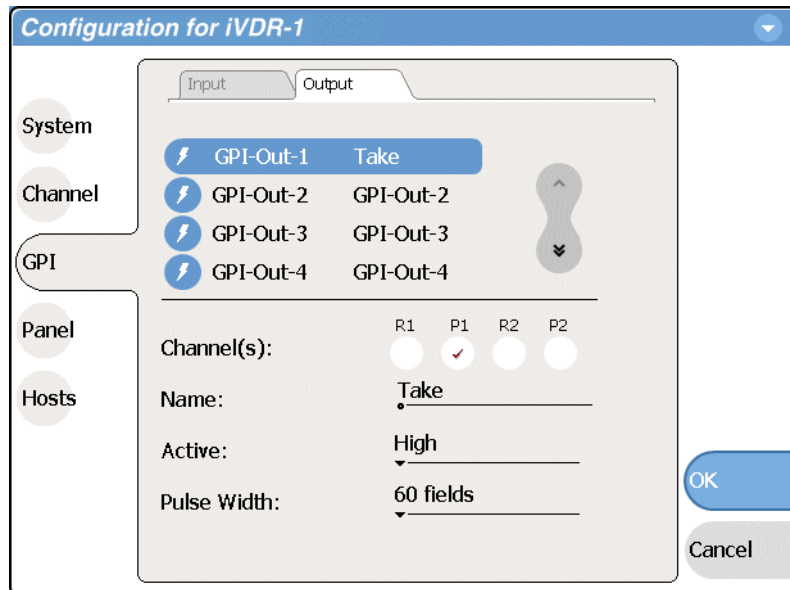 Configuration for iVDR-1
Input Output
System
Channel
GPI
Panel
Hosts
GPI-Out-1 Take
GPI-Out-2 GPI-Out-2
GPI-Out-3 GPI-Out-3
GPI-Out-4 GPI-Out-4
R1 P1 R2 P2
Channel(s):
Name: Take
Active: High
Pulse Width: 60 fields
OK
Cancel